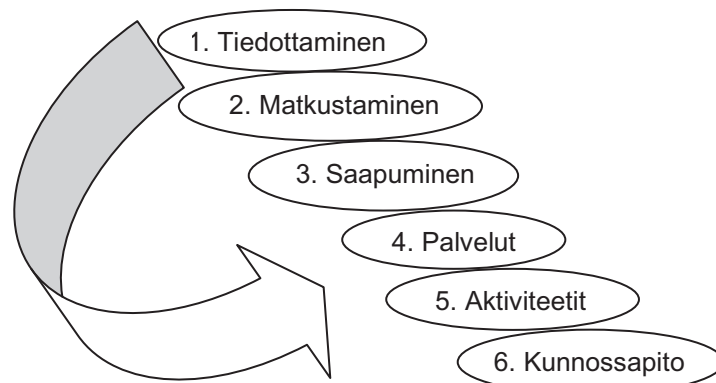 1. Tiedottaminen
2. Matkustaminen
3. Saapuminen
4. Palvelut
5. Aktiviteetit
6. Kunnossapito